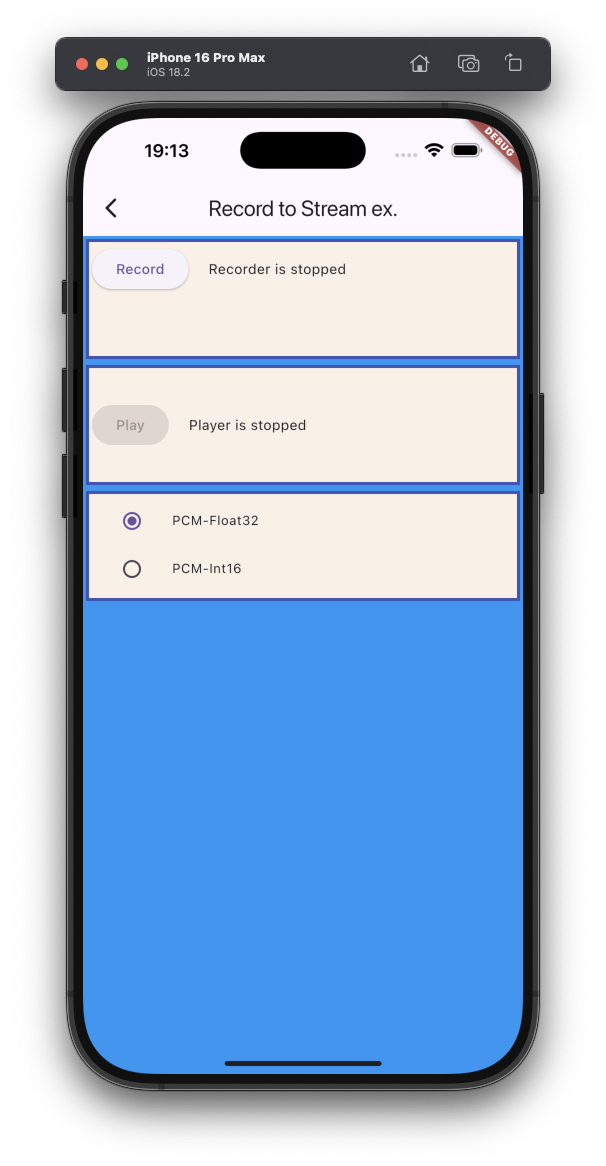 iPhone 16 Pro Max
iOS 18.2
19:13
DEBUG
Record to Stream ex.
Record
Recorder is stopped
Play
Player is stopped
PCM-Float32
PCM-Int16